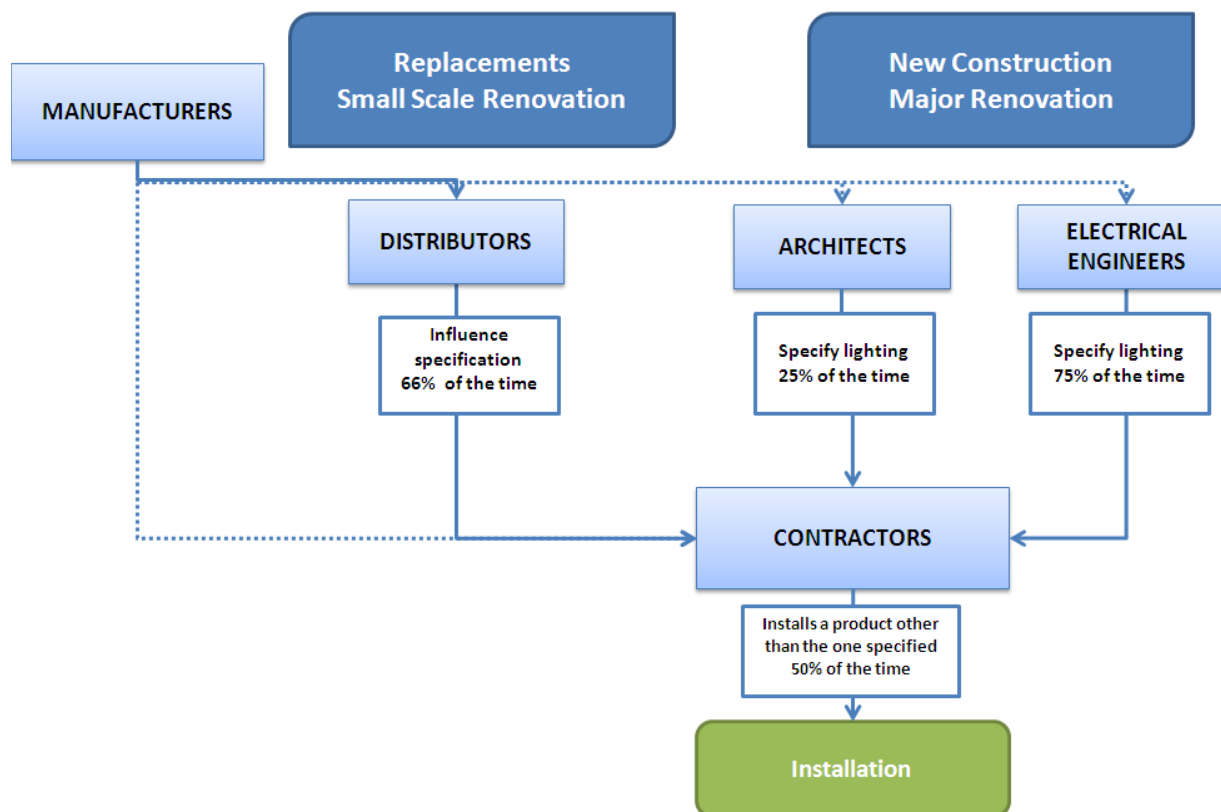 Replacements
Small Scale Renovation
New Construction
Major Renovation
MANUFACTURERS
DISTRIBUTORS
ARCHITECTS
ELECTRICAL
ENGINEERS
Influence
specification
66% of the time
Specify lighting
25% of the time
Specify lighting
75% of the time
CONTRACTORS
Installs a product other
than the one specified
50% of the time
Installation